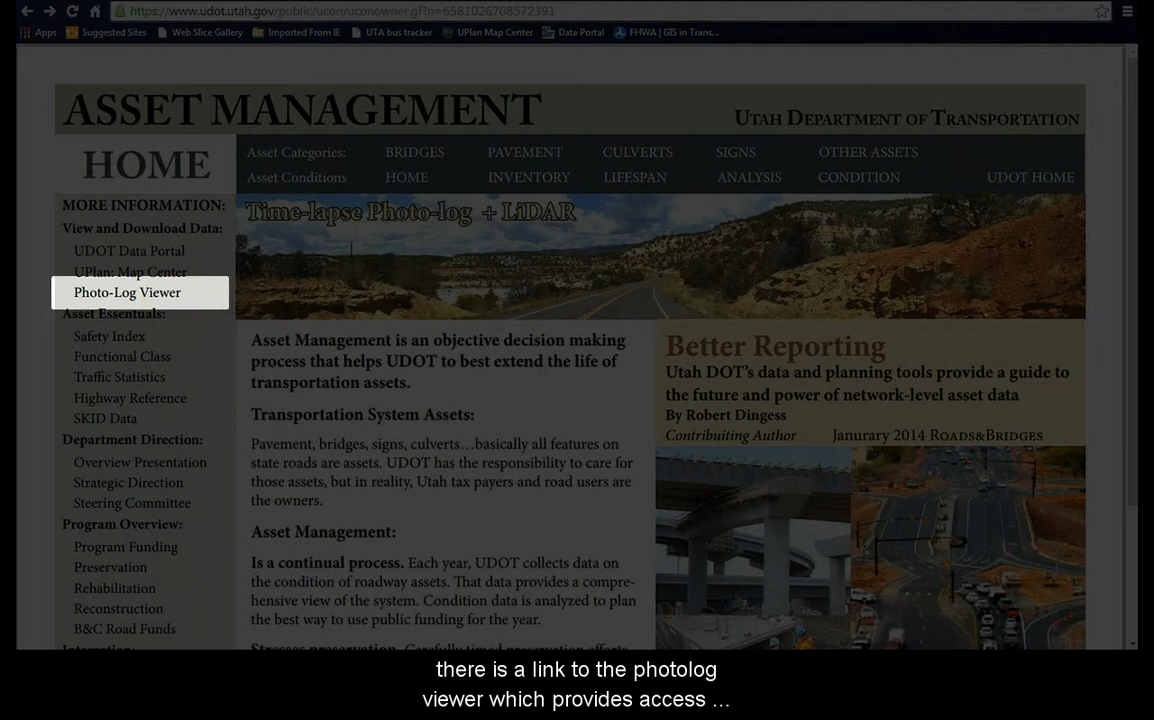 https://www.udot.utah.gov/public/ucon/uconowner.gf?n=6581026708572391
Apps Suggested Sites Web Slice Gallery Imported From IE UTA bus tracker UPlan Map Center Data Portal FHWA | GIS in Trans...
ASSET MANAGEMENT
UTAH DEPARTMENT OF TRANSPORTATION
HOME
Asset Categories: BRIDGES PAVEMENT CULVERTS SIGNS OTHER ASSETS
Asset Conditions HOME INVENTORY LIFESPAN ANALYSIS CONDITION UDOT HOME
MORE INFORMATION:
View and Download Data:
UDOT Data Portal
UPlan: Map Center
Photo-Log Viewer
Asset Essentuals:
Safety Index
Functional Class
Traffic Statistics
Highway Reference
SKID Data
Department Direction:
Overview Presentation
Strategic Direction
Steering Committee
Program Overview:
Program Funding
Preservation
Rehabilitation
Reconstruction
B&C Road Funds
Time-lapse Photo-log + LiDAR
Asset Management is an objective decision making
process that helps UDOT to best extend the life of
transportation assets.
Transportation System Assets:
Pavement, bridges, signs, culverts…basically all features on
state roads are assets. UDOT has the responsibility to care for
those assets, but in reality, Utah tax payers and road users are
the owners.
Asset Management:
Is a continual process. Each year, UDOT collects data on
the condition of roadway assets. That data provides a compre-
hensive view of the system. Condition data is analyzed to plan
the best way to use public funding for the year.
Stresses preservation. Carefully timed preservation efforts
Better Reporting
Utah DOT's data and planning tools provide a guide to
the future and power of network-level asset data
By Robert Dingess
Contribuiting Author Janurary 2014 ROADS&BRIDGES
there is a link to the photolog
viewer which provides access ...